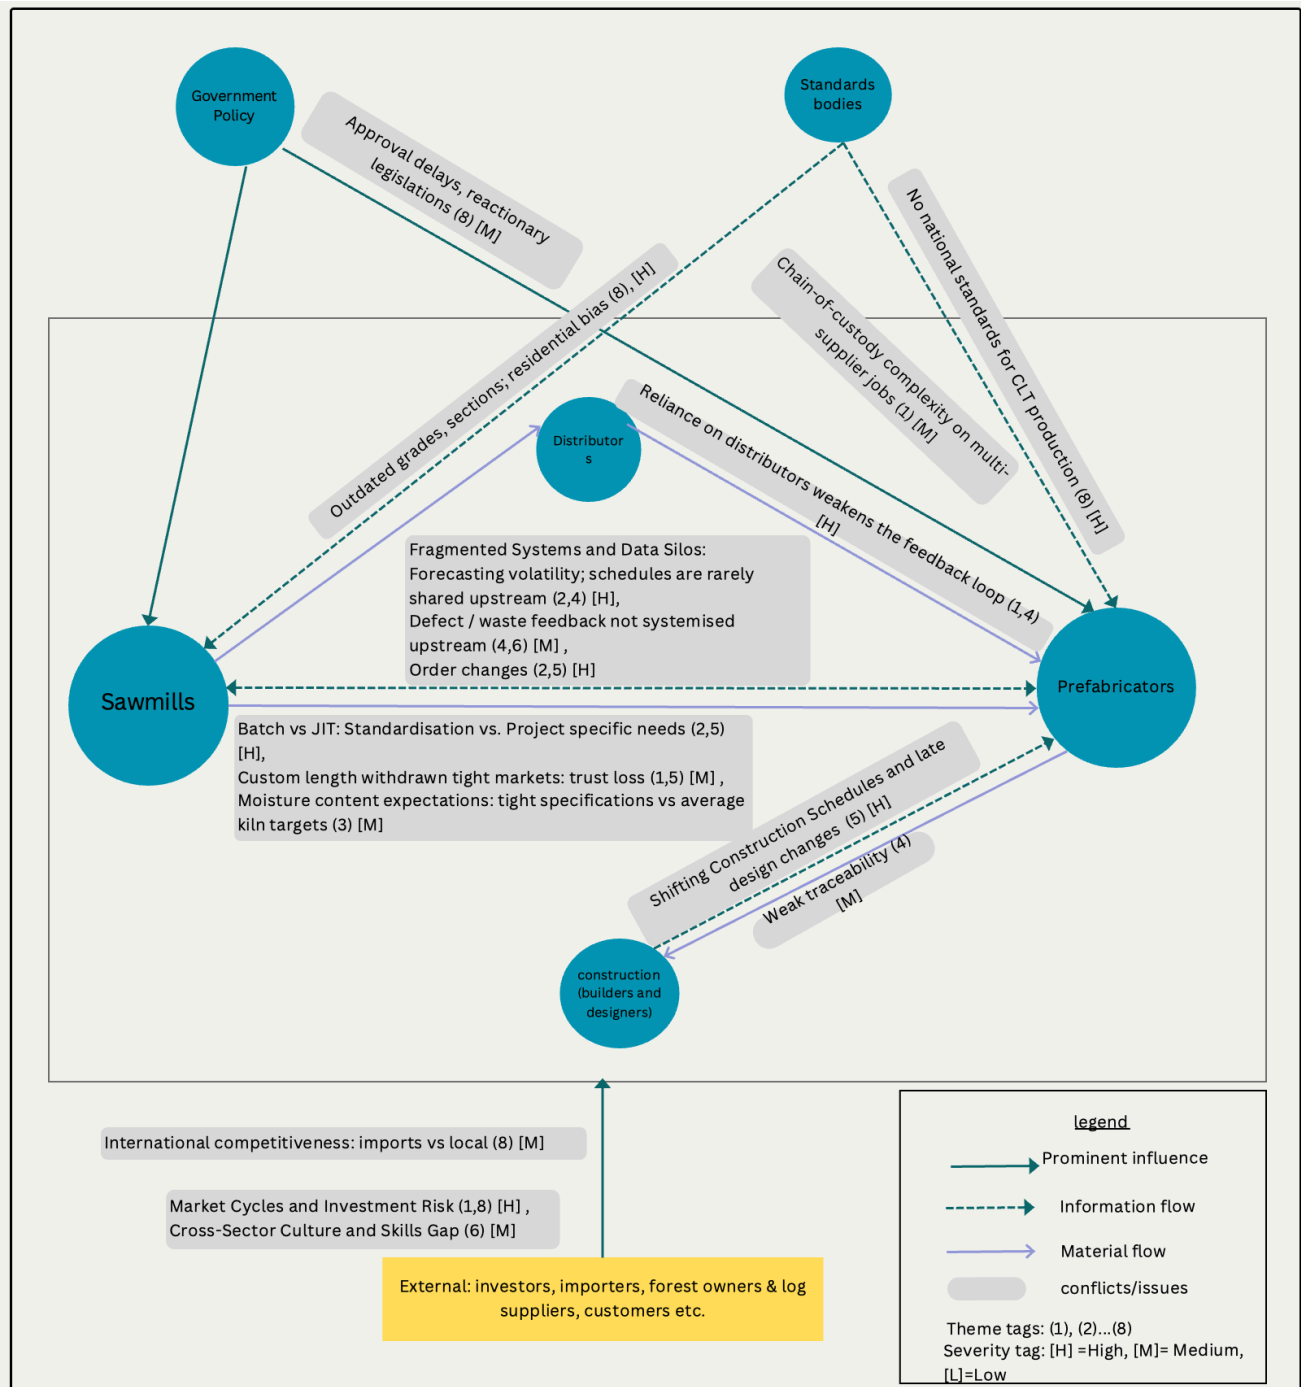 Government
Policy
Standards
bodies
Approval delays, reactionary
legislations (8) [M]
No national standards for CLT production (8) [H]
Outdated grades, sections; residential bias (8), [H]
Chain-of-custody complexity on multi-
supplier jobs (1) [M]
Distributor
s
Reliance on distributors weakens the feedback loop (1,4)
[H]
Fragmented Systems and Data Silos:
Forecasting volatility; schedules are rarely
shared upstream (2,4) [H],
Defect / waste feedback not systemised
upstream (4,6) [M] ,
Order changes (2,5) [H]
Sawmills
Prefabricators
Batch vs JIT: Standardisation vs. Project specific needs (2,5)
[H],
Custom length withdrawn tight markets: trust loss (1,5) [M] ,
Moisture content expectations: tight specifications vs average
kiln targets (3) [M]
Shifting Construction Schedules and late
design changes (5) [H]
Weak traceability (4)
[M]
construction
(builders and
designers)
International competitiveness: imports vs local (8) [M]
Market Cycles and Investment Risk (1,8) [H] ,
Cross-Sector Culture and Skills Gap (6) [M]
External: investors, importers, forest owners & log
suppliers, customers etc.
legend
Prominent influence
Information flow
Material flow
conflicts/issues
Theme tags: (1), (2)...(8)
Severity tag: [H] =High, [M]= Medium,
[L]=Low